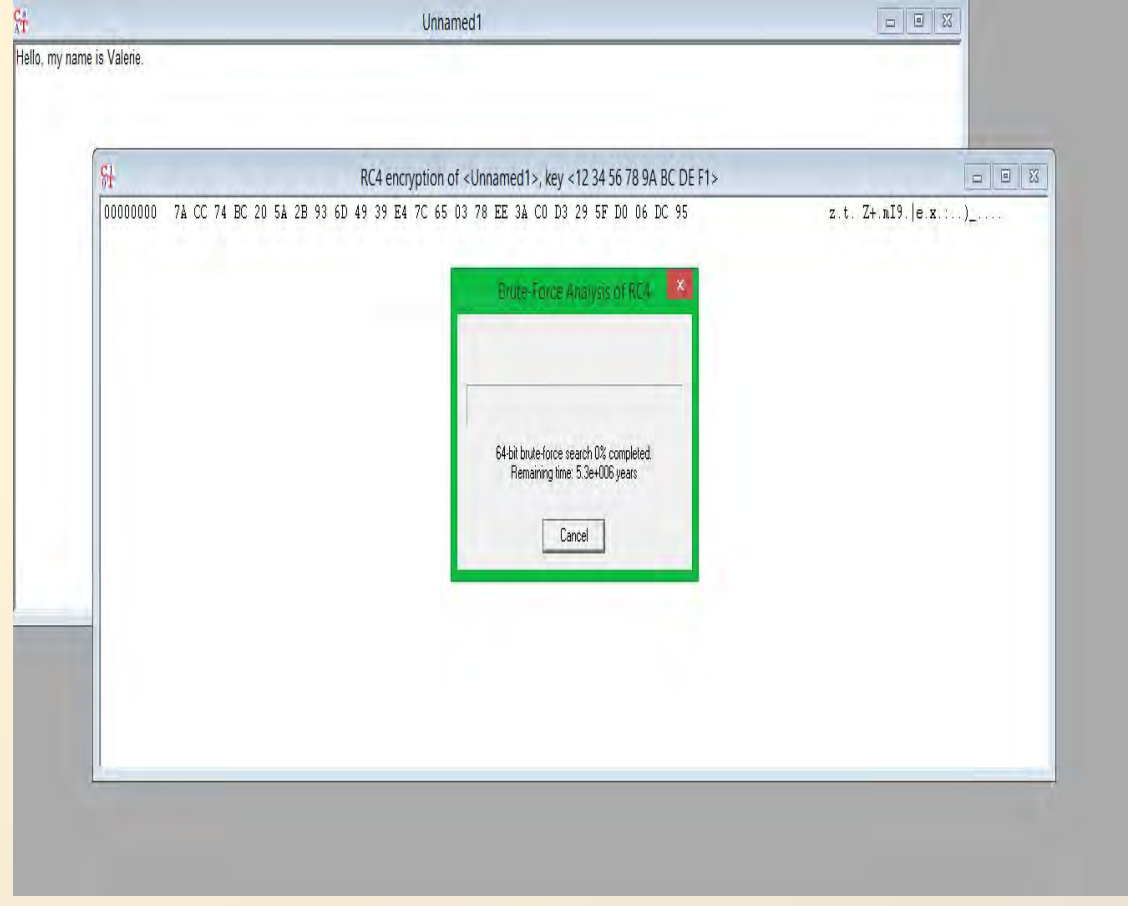 Unnamed1
Hello, my name is Valerie.
RC4 encryption of <Unnamed1>, key <12 34 56 78 9A BC DE F1>
00000000 7A CC 74 BC 20 5A 2B 93 6D 49 39 E4 7C 65 03 78 EE 3A C0 D3 29 5F D0 06 DC 95 z.t. Z+.mI9.|e.x.:..)_....
Brute-Force Analysis of RC4
64-bit brute-force search 0% completed.
Remaining time: 5.3e+006 years
Cancel